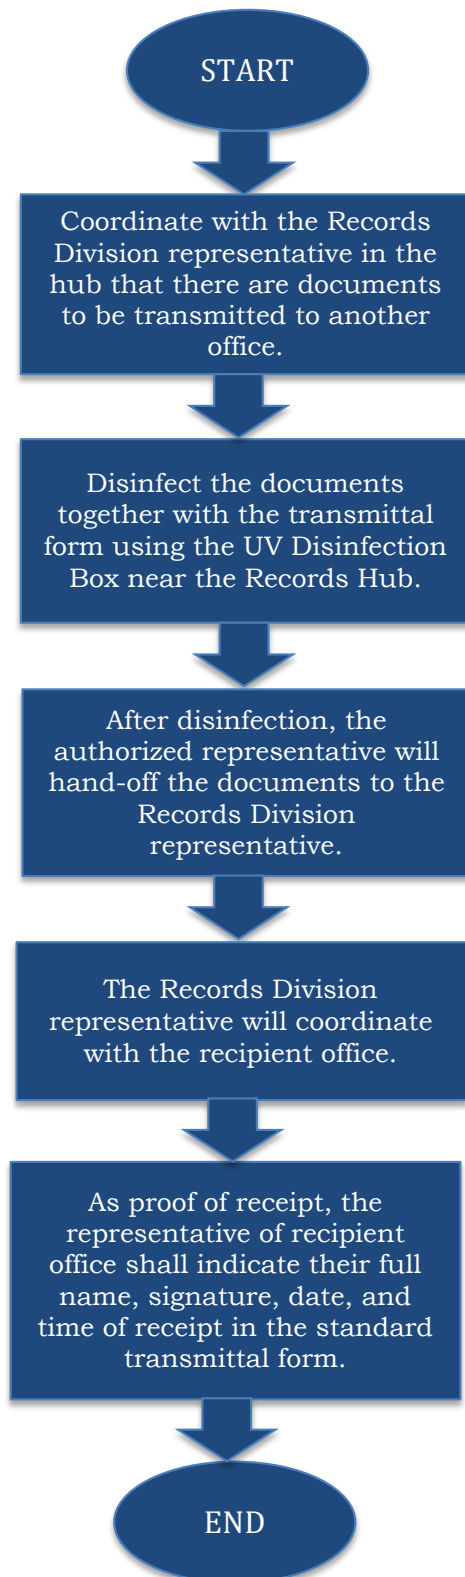 START
Coordinate with the Records
Division representative in the
hub that there are documents
to be transmitted to another
office.
Disinfect the documents
together with the transmittal
form using the UV Disinfection
Box near the Records Hub.
After disinfection, the
authorized representative will
hand-off the documents to the
Records Division
representative.
The Records Division
representative will coordinate
with the recipient office.
As proof of receipt, the
representative of recipient
office shall indicate their full
name, signature, date, and
time of receipt in the standard
transmittal form.
END